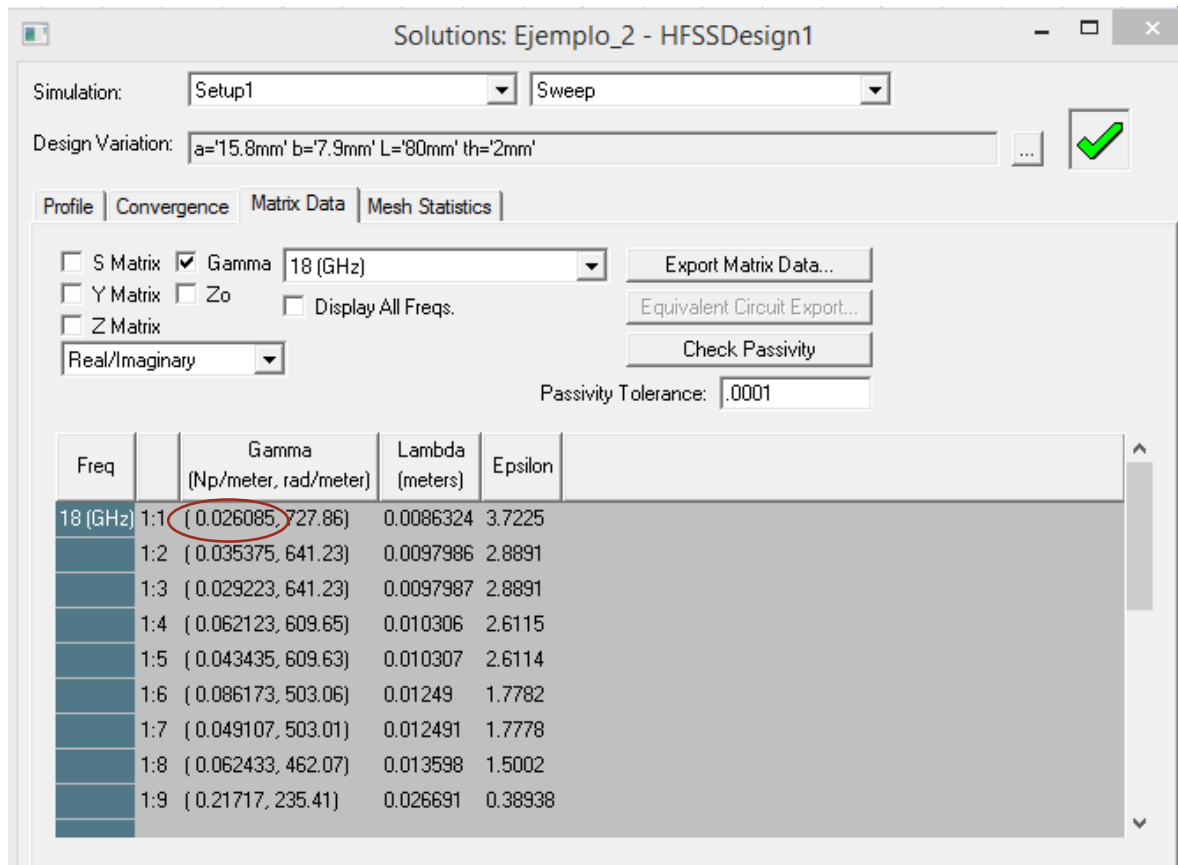 Solutions: Ejemplo_2 - HFSSDesign1
Simulation: Setup1 Sweep
Design Variation: a='15.8mm' b='7.9mm' L='80mm' th='2mm' ...
Profile Convergence Matrix Data Mesh Statistics
S Matrix Gamma 18 (GHz) Export Matrix Data...
Y Matrix Zo Display All Freqs. Equivalent Circuit Export...
Z Matrix
Real/Imaginary Check Passivity
Passivity Tolerance: .0001
Freq Gamma (Np/meter, rad/meter) Lambda (meters) Epsilon
18 (GHz) 1:1 ( 0.026085, 727.86) 0.0086324 3.7225
1:2 ( 0.035375, 641.23) 0.0097986 2.8891
1:3 ( 0.029223, 641.23) 0.0097987 2.8891
1:4 ( 0.062123, 609.65) 0.010306 2.6115
1:5 ( 0.043435, 609.63) 0.010307 2.6114
1:6 ( 0.086173, 503.06) 0.01249 1.7782
1:7 ( 0.049107, 503.01) 0.012491 1.7778
1:8 ( 0.062433, 462.07) 0.013598 1.5002
1:9 ( 0.21717, 235.41) 0.026691 0.38938